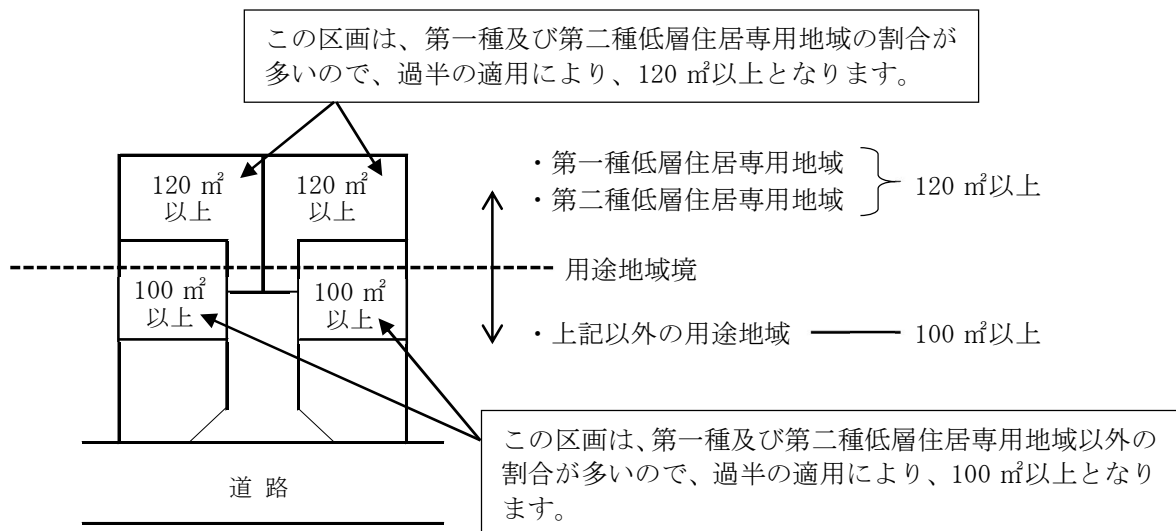 この区画は、第一種及び第二種低層住居専用地域の割合が
多いので、過半の適用により、120 ㎡以上となります。
120 ㎡
以上
120 ㎡
以上
・第一種低層住居専用地域
・第二種低層住居専用地域
120 ㎡以上
用途地域境
100 ㎡
以上
100 ㎡
以上
・上記以外の用途地域
100 ㎡以上
この区画は、第一種及び第二種低層住居専用地域以外の
割合が多いので、過半の適用により、100 ㎡以上となり
ます。
道 路